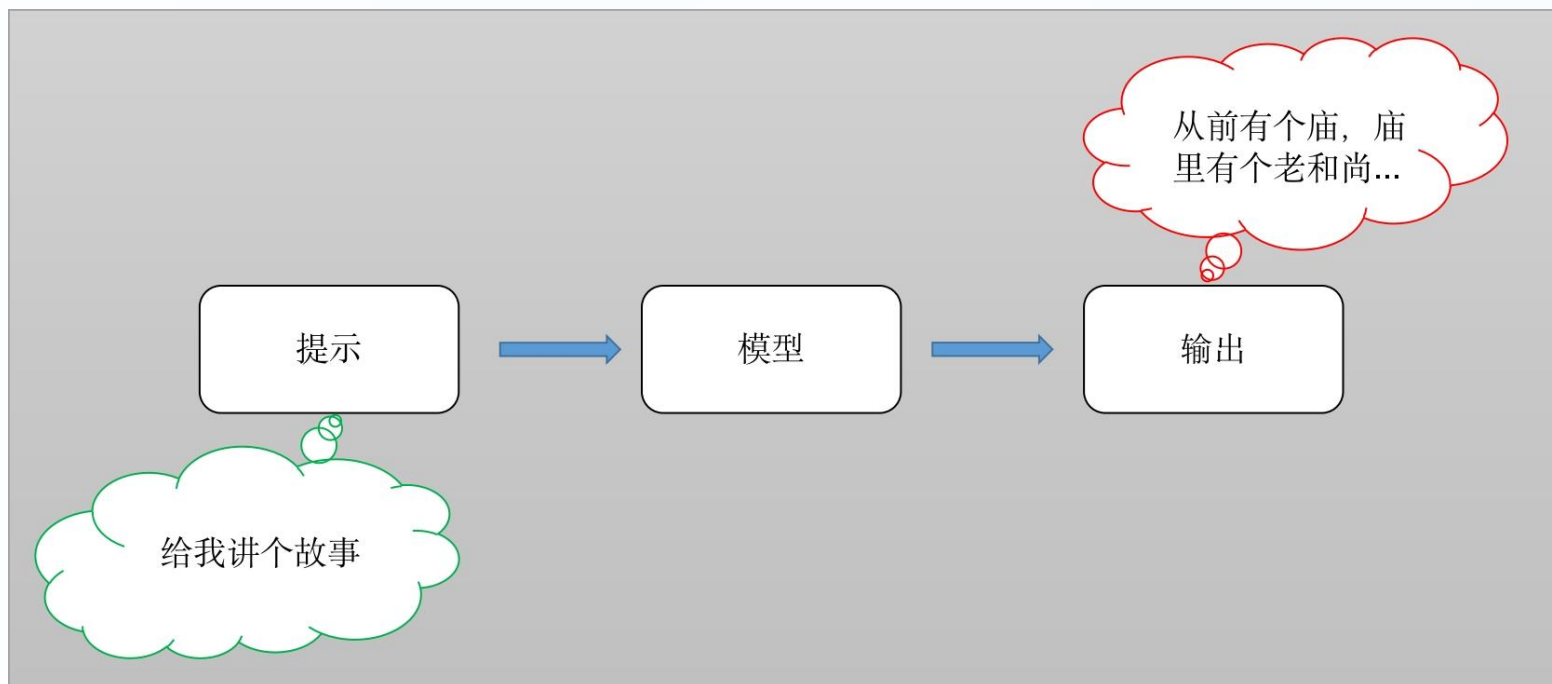 从前有个庙，庙
里有个老和尚...
提示
模型
输出
给我讲个故事